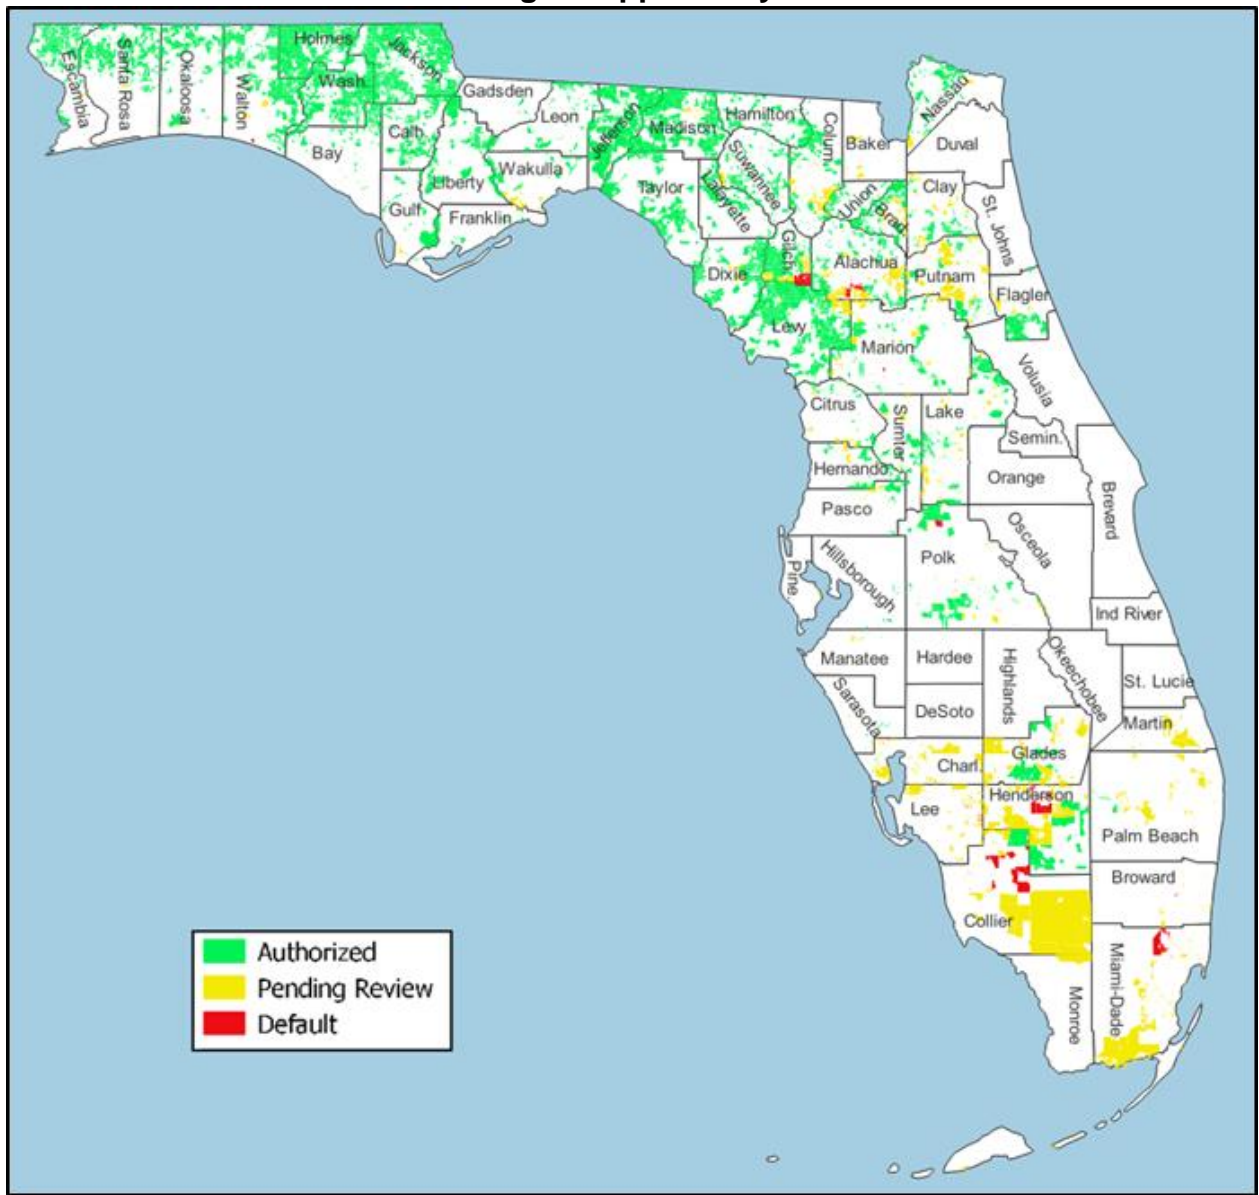 Holmes
Jackson
Escambia
Santa Rosa
Okaloosa
Walton
Wash.
Gadsden
Leon
Jefferson
Madison
Hamilton
Colum.
Baker
Nassau
Duval
Bay
Calh.
Liberty
Wakulla
Gulf
Franklin
Taylor
Lafayette
Suwannee
Union
Brad.
Clay
St. Johns
Dixie
Gilch.
Alachua
Putnam
Flagler
Levy
Marion
Volusia
Citrus
Sumter
Lake
Semin.
Hernando
Orange
Brevard
Pasco
Pine.
Hillsborough
Polk
Osceola
Ind River
Manatee
Hardee
Highlands
Okeechobee
St. Lucie
Sarasota
DeSoto
Martin
Charl.
Glades
Lee
Henderson
Palm Beach
Broward
Collier
Miami-Dade
Monroe
Authorized
Pending Review
Default